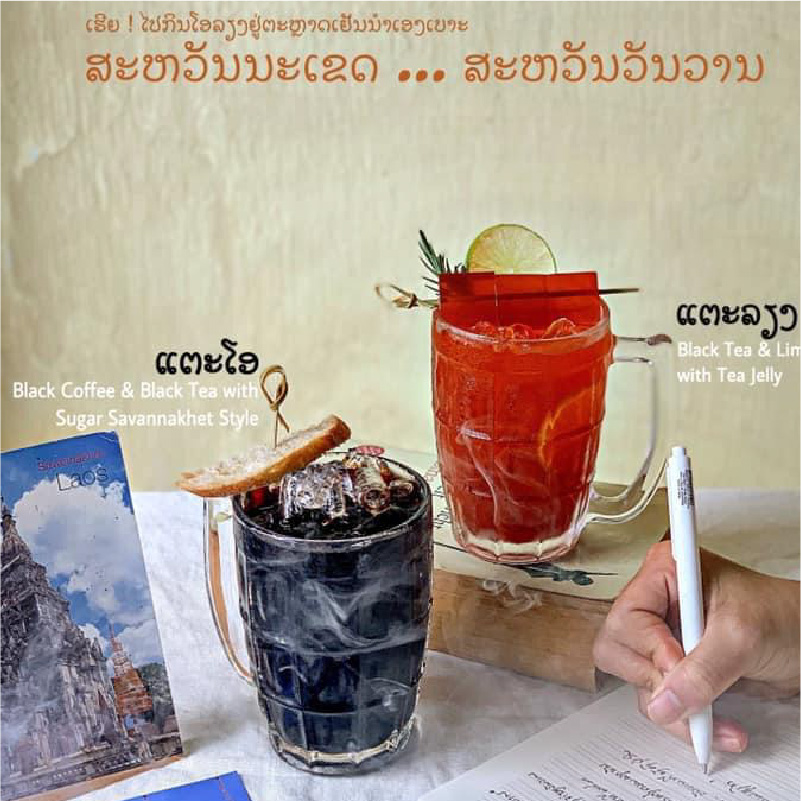 ເຮີຍ ! ໄປກິນໂອລຽງຢູ່ຕະຫຼາດເຢັນນຳເອງເບາະ
ສະຫວັນນະເຂດ ... ສະຫວັນວັນວານ
ແຕະລຽງ
Black Tea & Lim
with Tea Jelly
ແຕະໂອ
Black Coffee & Black Tea with
Sugar Savannakhet Style
Laos